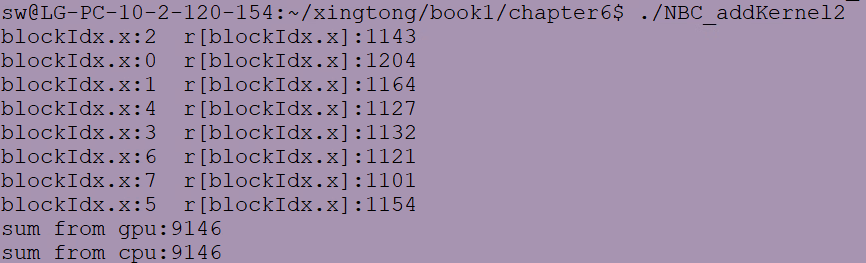 sw@LG-PC-10-2-120-154:~/xingtong/book1/chapter6$ ./NBC_addKernel2
blockIdx.x:2  r[blockIdx.x]:1143
blockIdx.x:0  r[blockIdx.x]:1204
blockIdx.x:1  r[blockIdx.x]:1164
blockIdx.x:4  r[blockIdx.x]:1127
blockIdx.x:3  r[blockIdx.x]:1132
blockIdx.x:6  r[blockIdx.x]:1121
blockIdx.x:7  r[blockIdx.x]:1101
blockIdx.x:5  r[blockIdx.x]:1154
sum from gpu:9146
sum from cpu:9146